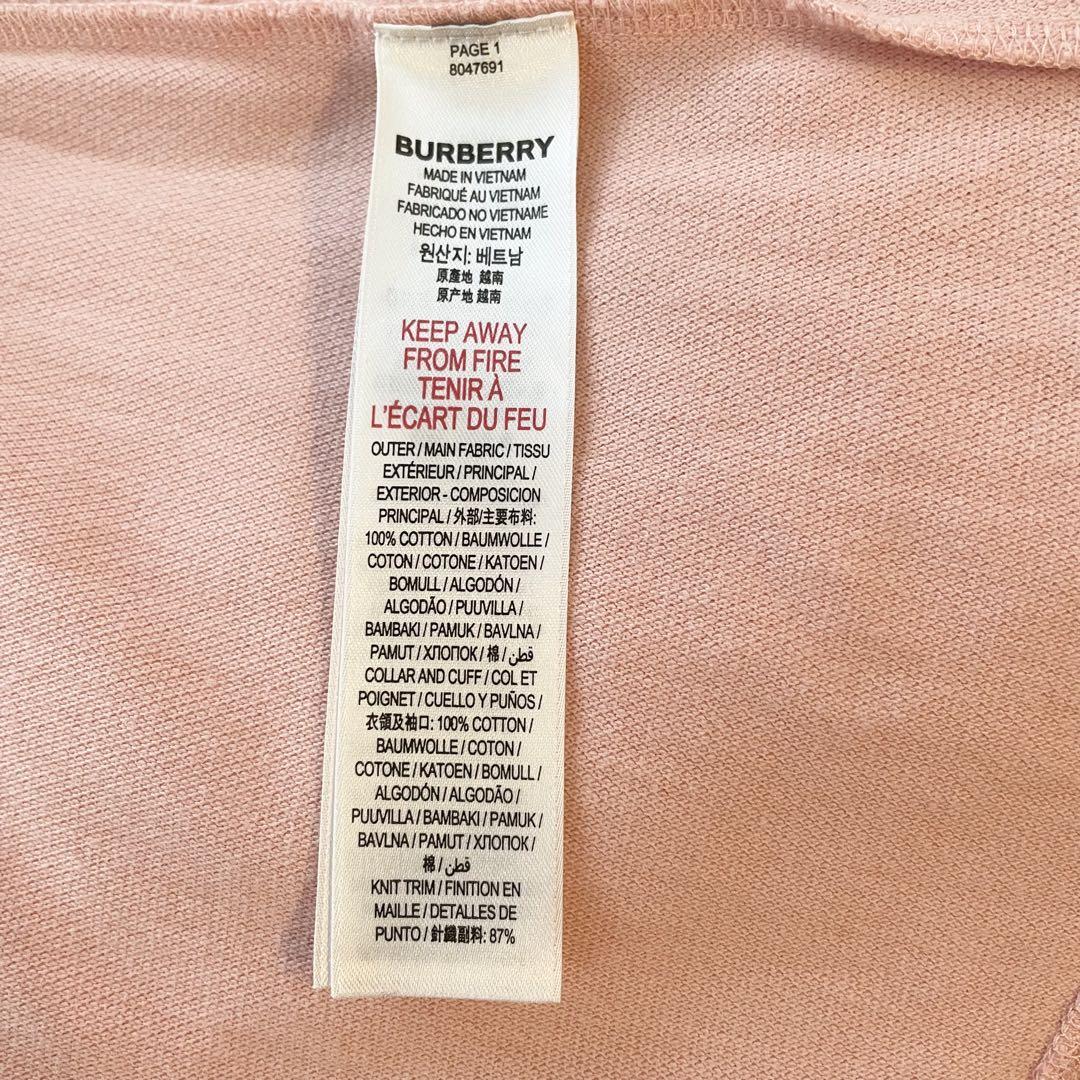 PAGE 1
8047691
BURBERRY
MADE IN VIETNAM
FABRIQUÉ AU VIETNAM
FABRICADO NO VIETNAME
HECHO EN VIETNAM
원산지: 베트남
原產地 越南
原产地 越南
KEEP AWAY
FROM FIRE
TENIR À
L'ÉCART DU FEU
OUTER / MAIN FABRIC / TISSU
EXTÉRIEUR / PRINCIPAL /
EXTERIOR - COMPOSICION
PRINCIPAL / 外部/主要布料:
100% COTTON / BAUMWOLLE /
COTON / COTONE / KATOEN /
BOMULL / ALGODÓN /
ALGODÃO / PUUVILLA /
BAMBAKI / PAMUK / BAVLNA /
PAMUT / ХЛОПОК / 棉 / قطن
COLLAR AND CUFF / COL ET
POIGNET / CUELLO Y PUÑOS /
衣領及袖口: 100% COTTON /
BAUMWOLLE / COTON /
COTONE / KATOEN / BOMULL /
ALGODÓN / ALGODÃO /
PUUVILLA / BAMBAKI / PAMUK /
BAVLNA / PAMUT / ХЛОПОК /
棉 / قطن
KNIT TRIM / FINITION EN
MAILLE / DETALLES DE
PUNTO / 針織副料: 87%